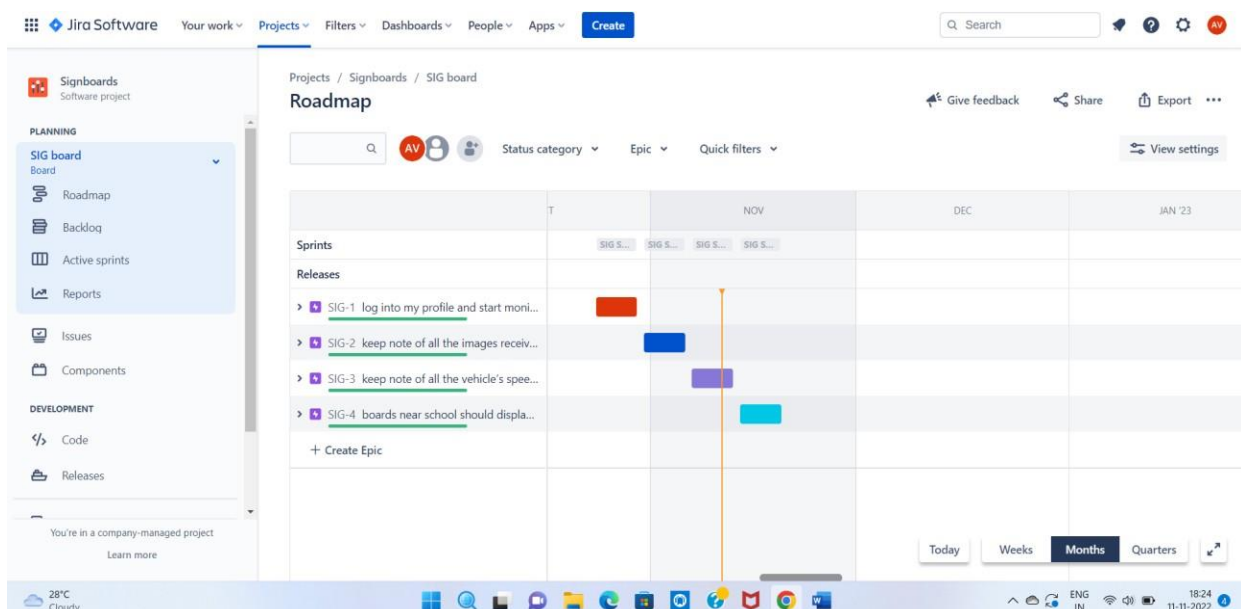 Jira Software Your work Projects Filters Dashboards People Apps Create Search AV
Signboards
Software project
PLANNING
SIG board
Board
Roadmap
Backlog
Active sprints
Reports
Issues
Components
DEVELOPMENT
Code
Releases
You're in a company-managed project
Learn more
Projects / Signboards / SIG board
Roadmap
Give feedback Share Export
AV Status category Epic Quick filters View settings
T NOV DEC JAN '23
Sprints SIG S... SIG S... SIG S... SIG S...
Releases
SIG-1 log into my profile and start moni...
SIG-2 keep note of all the images receiv...
SIG-3 keep note of all the vehicle's spee...
SIG-4 boards near school should displa...
+ Create Epic
Today Weeks Months Quarters
28°C
Cloudy
ENG
IN
18:24
11-11-2022
4